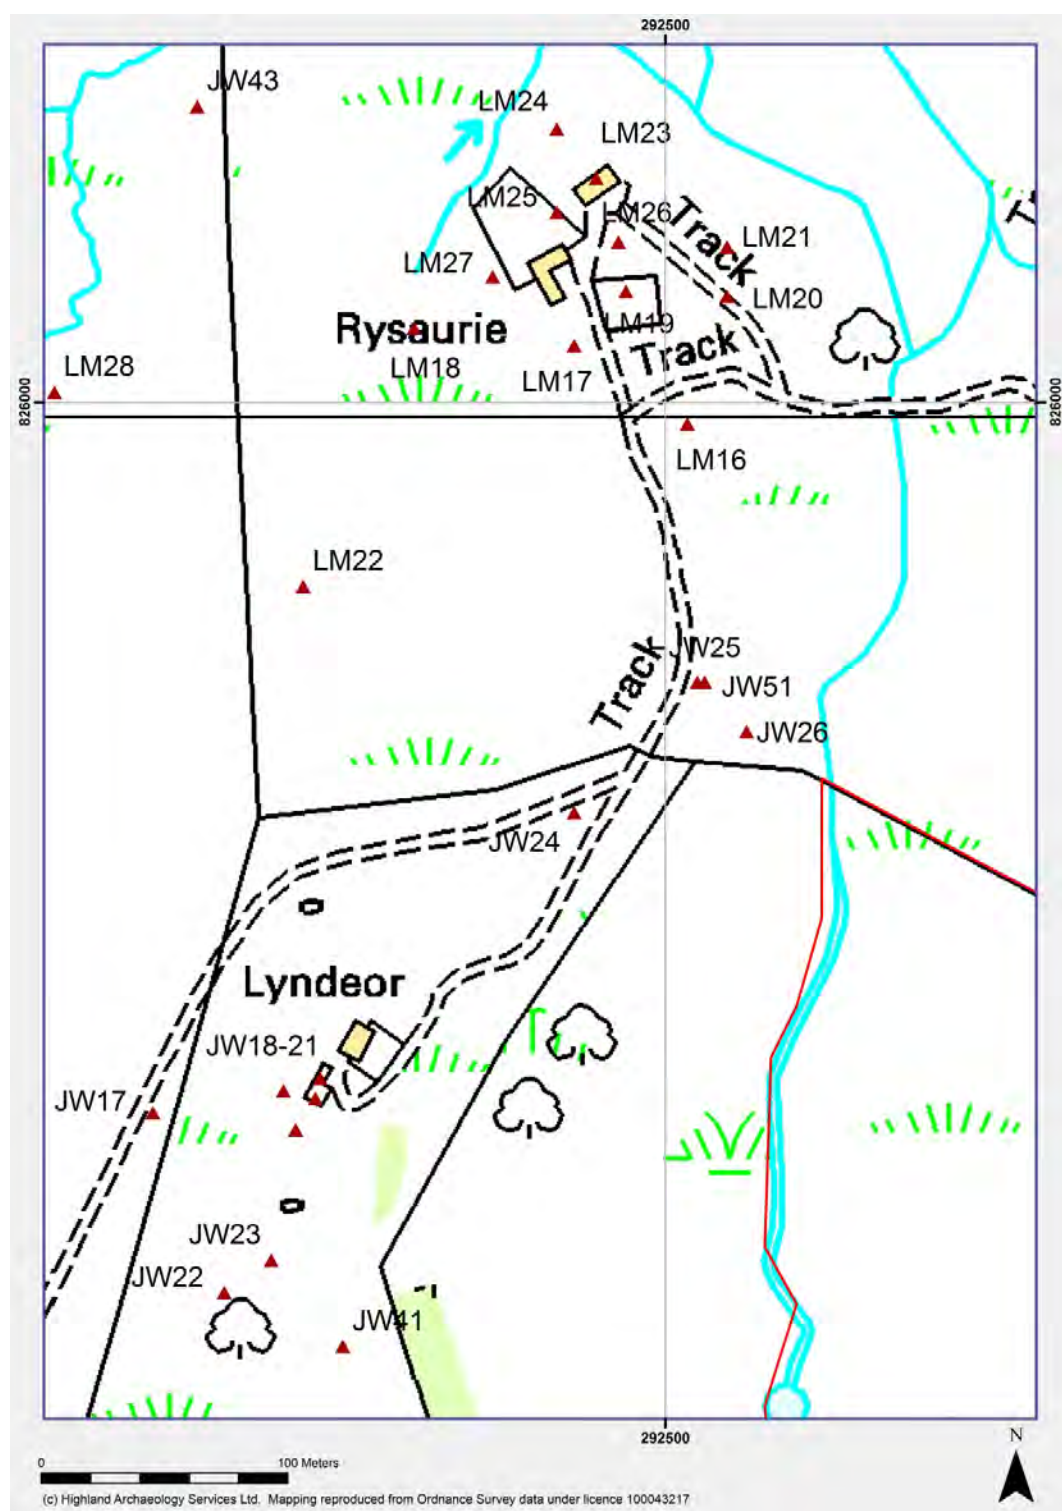 292500
JW43
LM24
LM23
LM25
LM26
Track
LM21
LM27
LM20
LM19
Rysaurie
Track
LM28
LM18
LM17
826000
826000
LM16
LM22
JW25
Track
JW51
JW26
JW24
Lyndeor
JW18-21
JW17
JW23
JW22
JW41
292500
N
0 100 Meters
(c) Highland Archaeology Services Ltd. Mapping reproduced from Ordnance Survey data under licence 100043217